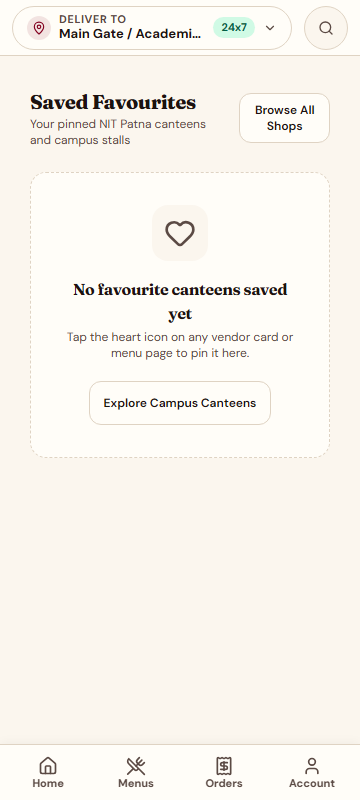 DELIVER TO
Main Gate / Academi...
24x7
Saved Favourites
Your pinned NIT Patna canteens
and campus stalls
Browse All
Shops
No favourite canteens saved
yet
Tap the heart icon on any vendor card or
menu page to pin it here.
Explore Campus Canteens
Home
Menus
Orders
Account